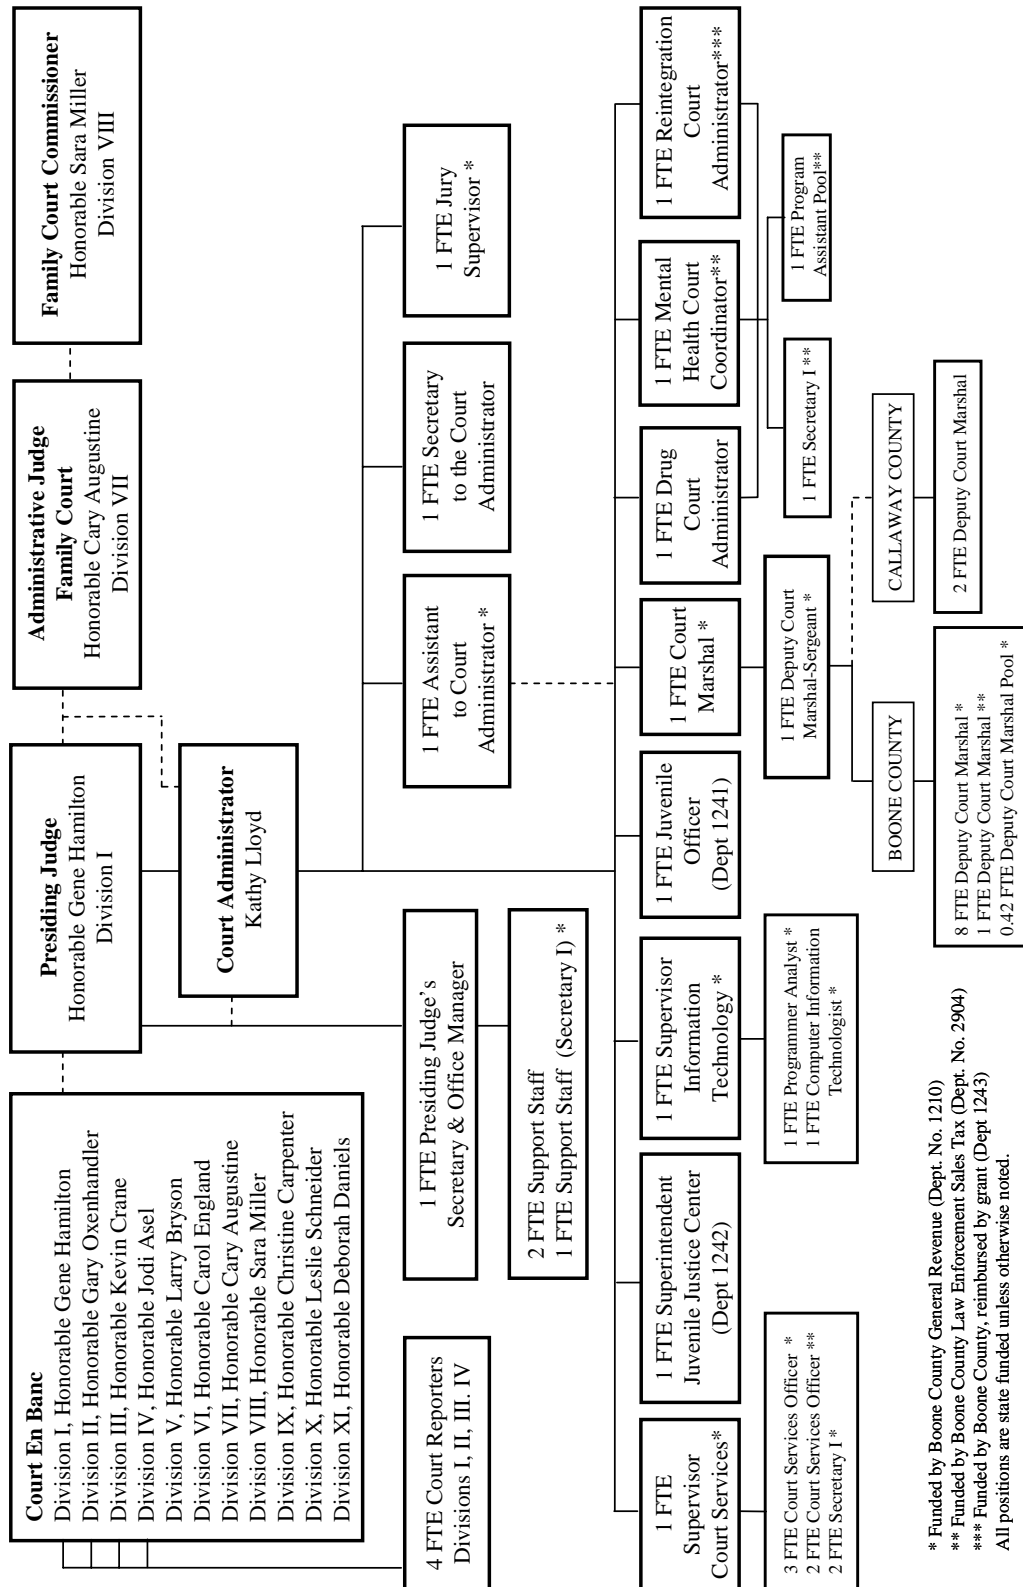 Court En Banc
Division I, Honorable Gene Hamilton
Division II, Honorable Gary Oxenhandler
Division III, Honorable Kevin Crane
Division IV, Honorable Jodi Asel
Division V, Honorable Larry Bryson
Division VI, Honorable Carol England
Division VII, Honorable Cary Augustine
Division VIII, Honorable Sara Miller
Division IX, Honorable Christine Carpenter
Division X, Honorable Leslie Schneider
Division XI, Honorable Deborah Daniels
Presiding Judge
Honorable Gene Hamilton
Division I
Administrative Judge
Family Court
Honorable Cary Augustine
Division VII
Family Court Commissioner
Honorable Sara Miller
Division VIII
Court Administrator
Kathy Lloyd
4 FTE Court Reporters
Divisions I, II, III. IV
1 FTE Presiding Judge's
Secretary & Office Manager
2 FTE Support Staff
1 FTE Support Staff (Secretary I) *
1 FTE Assistant
to Court
Administrator *
1 FTE Secretary
to the Court
Administrator
1 FTE Jury
Supervisor *
1 FTE
Supervisor
Court Services*
3 FTE Court Services Officer *
2 FTE Court Services Officer **
2 FTE Secretary I *
1 FTE Superintendent
Juvenile Justice Center
(Dept 1242)
1 FTE Supervisor
Information
Technology *
1 FTE Programmer Analyst *
1 FTE Computer Information
Technologist *
1 FTE Juvenile
Officer
(Dept 1241)
1 FTE Court
Marshal *
1 FTE Deputy Court
Marshal-Sergeant *
BOONE COUNTY
8 FTE Deputy Court Marshal *
1 FTE Deputy Court Marshal **
0.42 FTE Deputy Court Marshal Pool *
CALLAWAY COUNTY
2 FTE Deputy Court Marshal
1 FTE Drug
Court
Administrator
1 FTE Mental
Health Court
Coordinator**
1 FTE Reintegration
Court
Administrator***
1 FTE Secretary I **
1 FTE Program
Assistant Pool**
* Funded by Boone County General Revenue (Dept. No. 1210)
** Funded by Boone County Law Enforcement Sales Tax (Dept. No. 2904)
*** Funded by Boone County, reimbursed by grant (Dept 1243)
All positions are state funded unless otherwise noted.